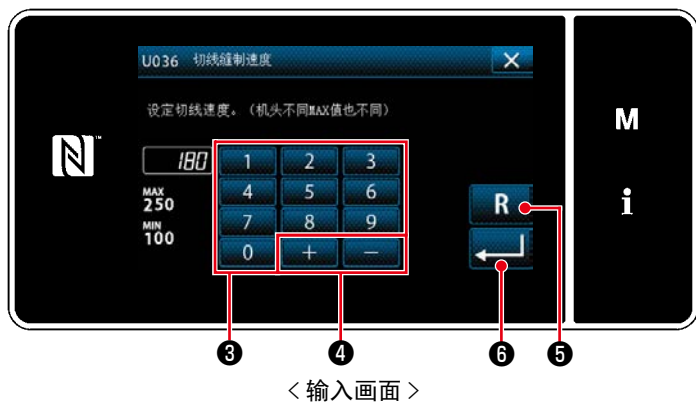 U036 切线缝制速度
设定切线速度。（机头不同MAX值也不同）
180
MAX
250
MIN
100
1 2 3
4 5 6
7 8 9
0 + −
R
M
i
N
™
❸ ❹ ❻ ❺
＜输入画面＞